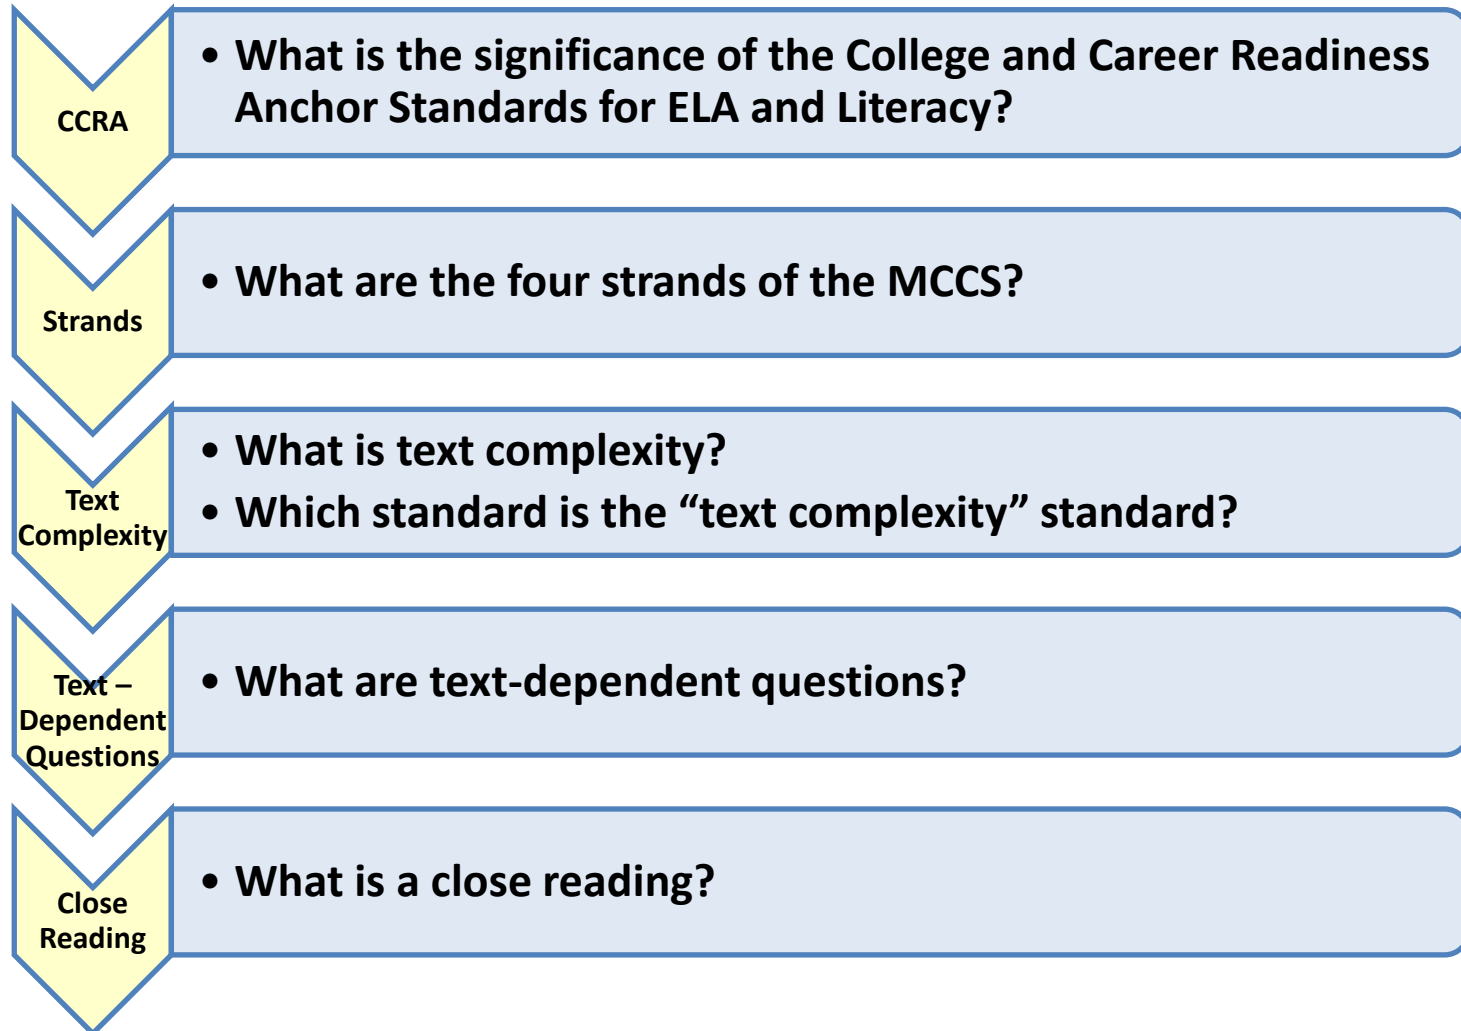 CCRA
• What is the significance of the College and Career Readiness
Anchor Standards for ELA and Literacy?
Strands
• What are the four strands of the MCCS?
Text
Complexity
• What is text complexity?
• Which standard is the “text complexity” standard?
Text –
Dependent
Questions
• What are text-dependent questions?
Close
Reading
• What is a close reading?